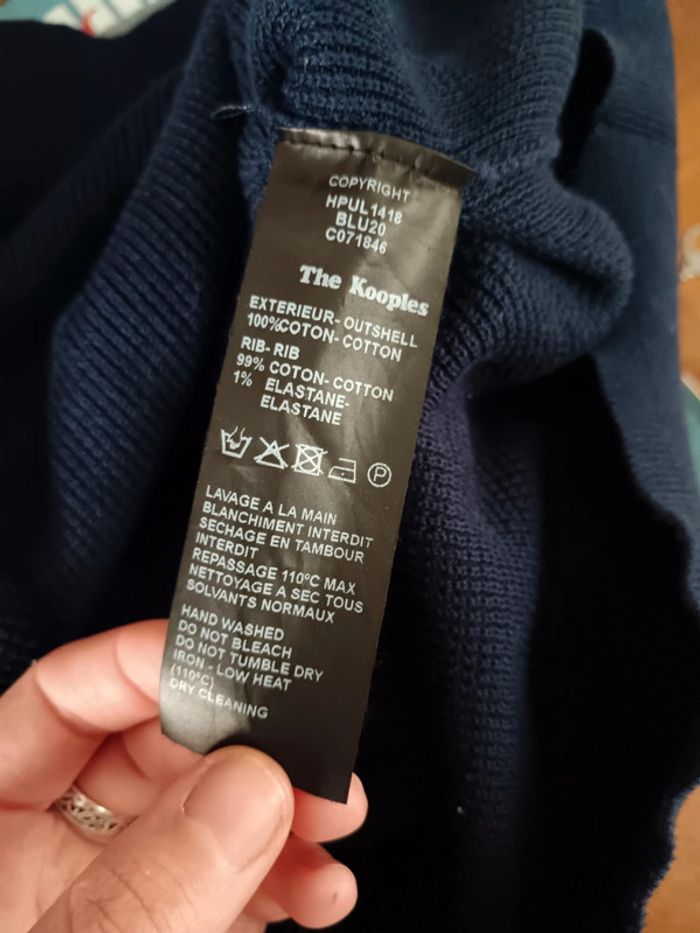 COPYRIGHT
HPUL1418
BLU20
C071846
The Kooples
EXTERIEUR- OUTSHELL
100%COTON- COTTON
RIB- RIB
99% COTON- COTTON
1% ELASTANE-
ELASTANE
P
LAVAGE A LA MAIN
BLANCHIMENT INTERDIT
SECHAGE EN TAMBOUR
INTERDIT
REPASSAGE 110°C MAX
NETTOYAGE A SEC TOUS
SOLVANTS NORMAUX
HAND WASHED
DO NOT BLEACH
DO NOT TUMBLE DRY
IRON - LOW HEAT
(110°C)
DRY CLEANING